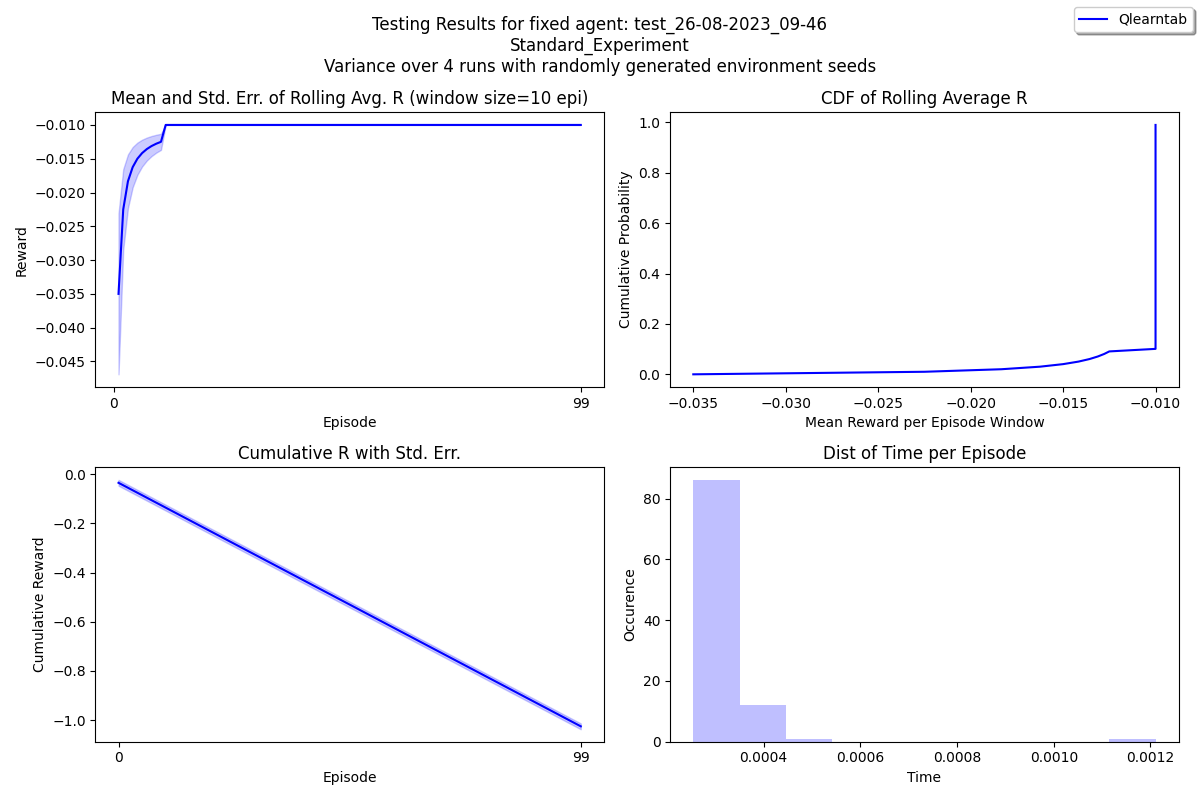 Testing Results for fixed agent: test_26-08-2023_09-46
Standard_Experiment
Variance over 4 runs with randomly generated environment seeds
Qlearntab
Mean and Std. Err. of Rolling Avg. R (window size=10 epi)
−0.010
−0.015
−0.020
−0.025
−0.030
−0.035
−0.040
−0.045
Reward
0
99
Episode
CDF of Rolling Average R
1.0
0.8
0.6
0.4
0.2
0.0
Cumulative Probability
−0.035
−0.030
−0.025
−0.020
−0.015
−0.010
Mean Reward per Episode Window
Cumulative R with Std. Err.
0.0
−0.2
−0.4
−0.6
−0.8
−1.0
Cumulative Reward
0
99
Episode
Dist of Time per Episode
80
60
40
20
0
Occurence
0.0004
0.0006
0.0008
0.0010
0.0012
Time